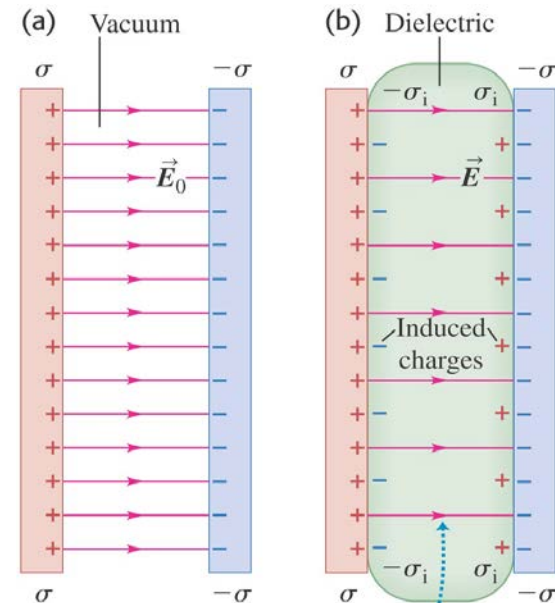 (a) Vacuum
σ −σ
E⃗₀
σ −σ
(b) Dielectric
σ −σ
−σᵢ σᵢ
E⃗
Induced
charges
−σᵢ σᵢ
σ −σ